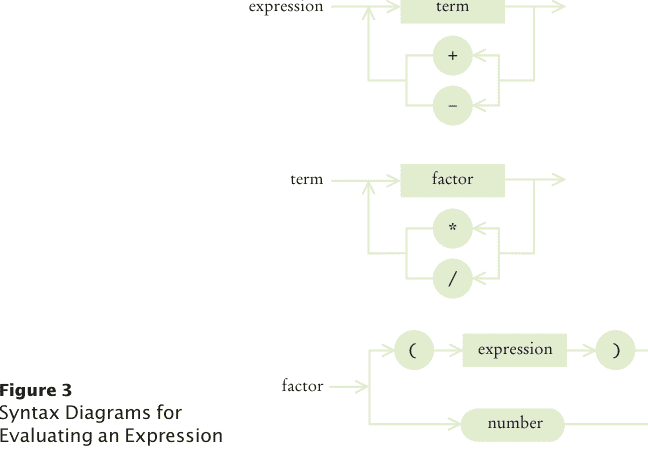 expression
term
+
–
term
factor
*
/
(
expression
)
factor
number
Figure 3
Syntax Diagrams for
Evaluating an Expression